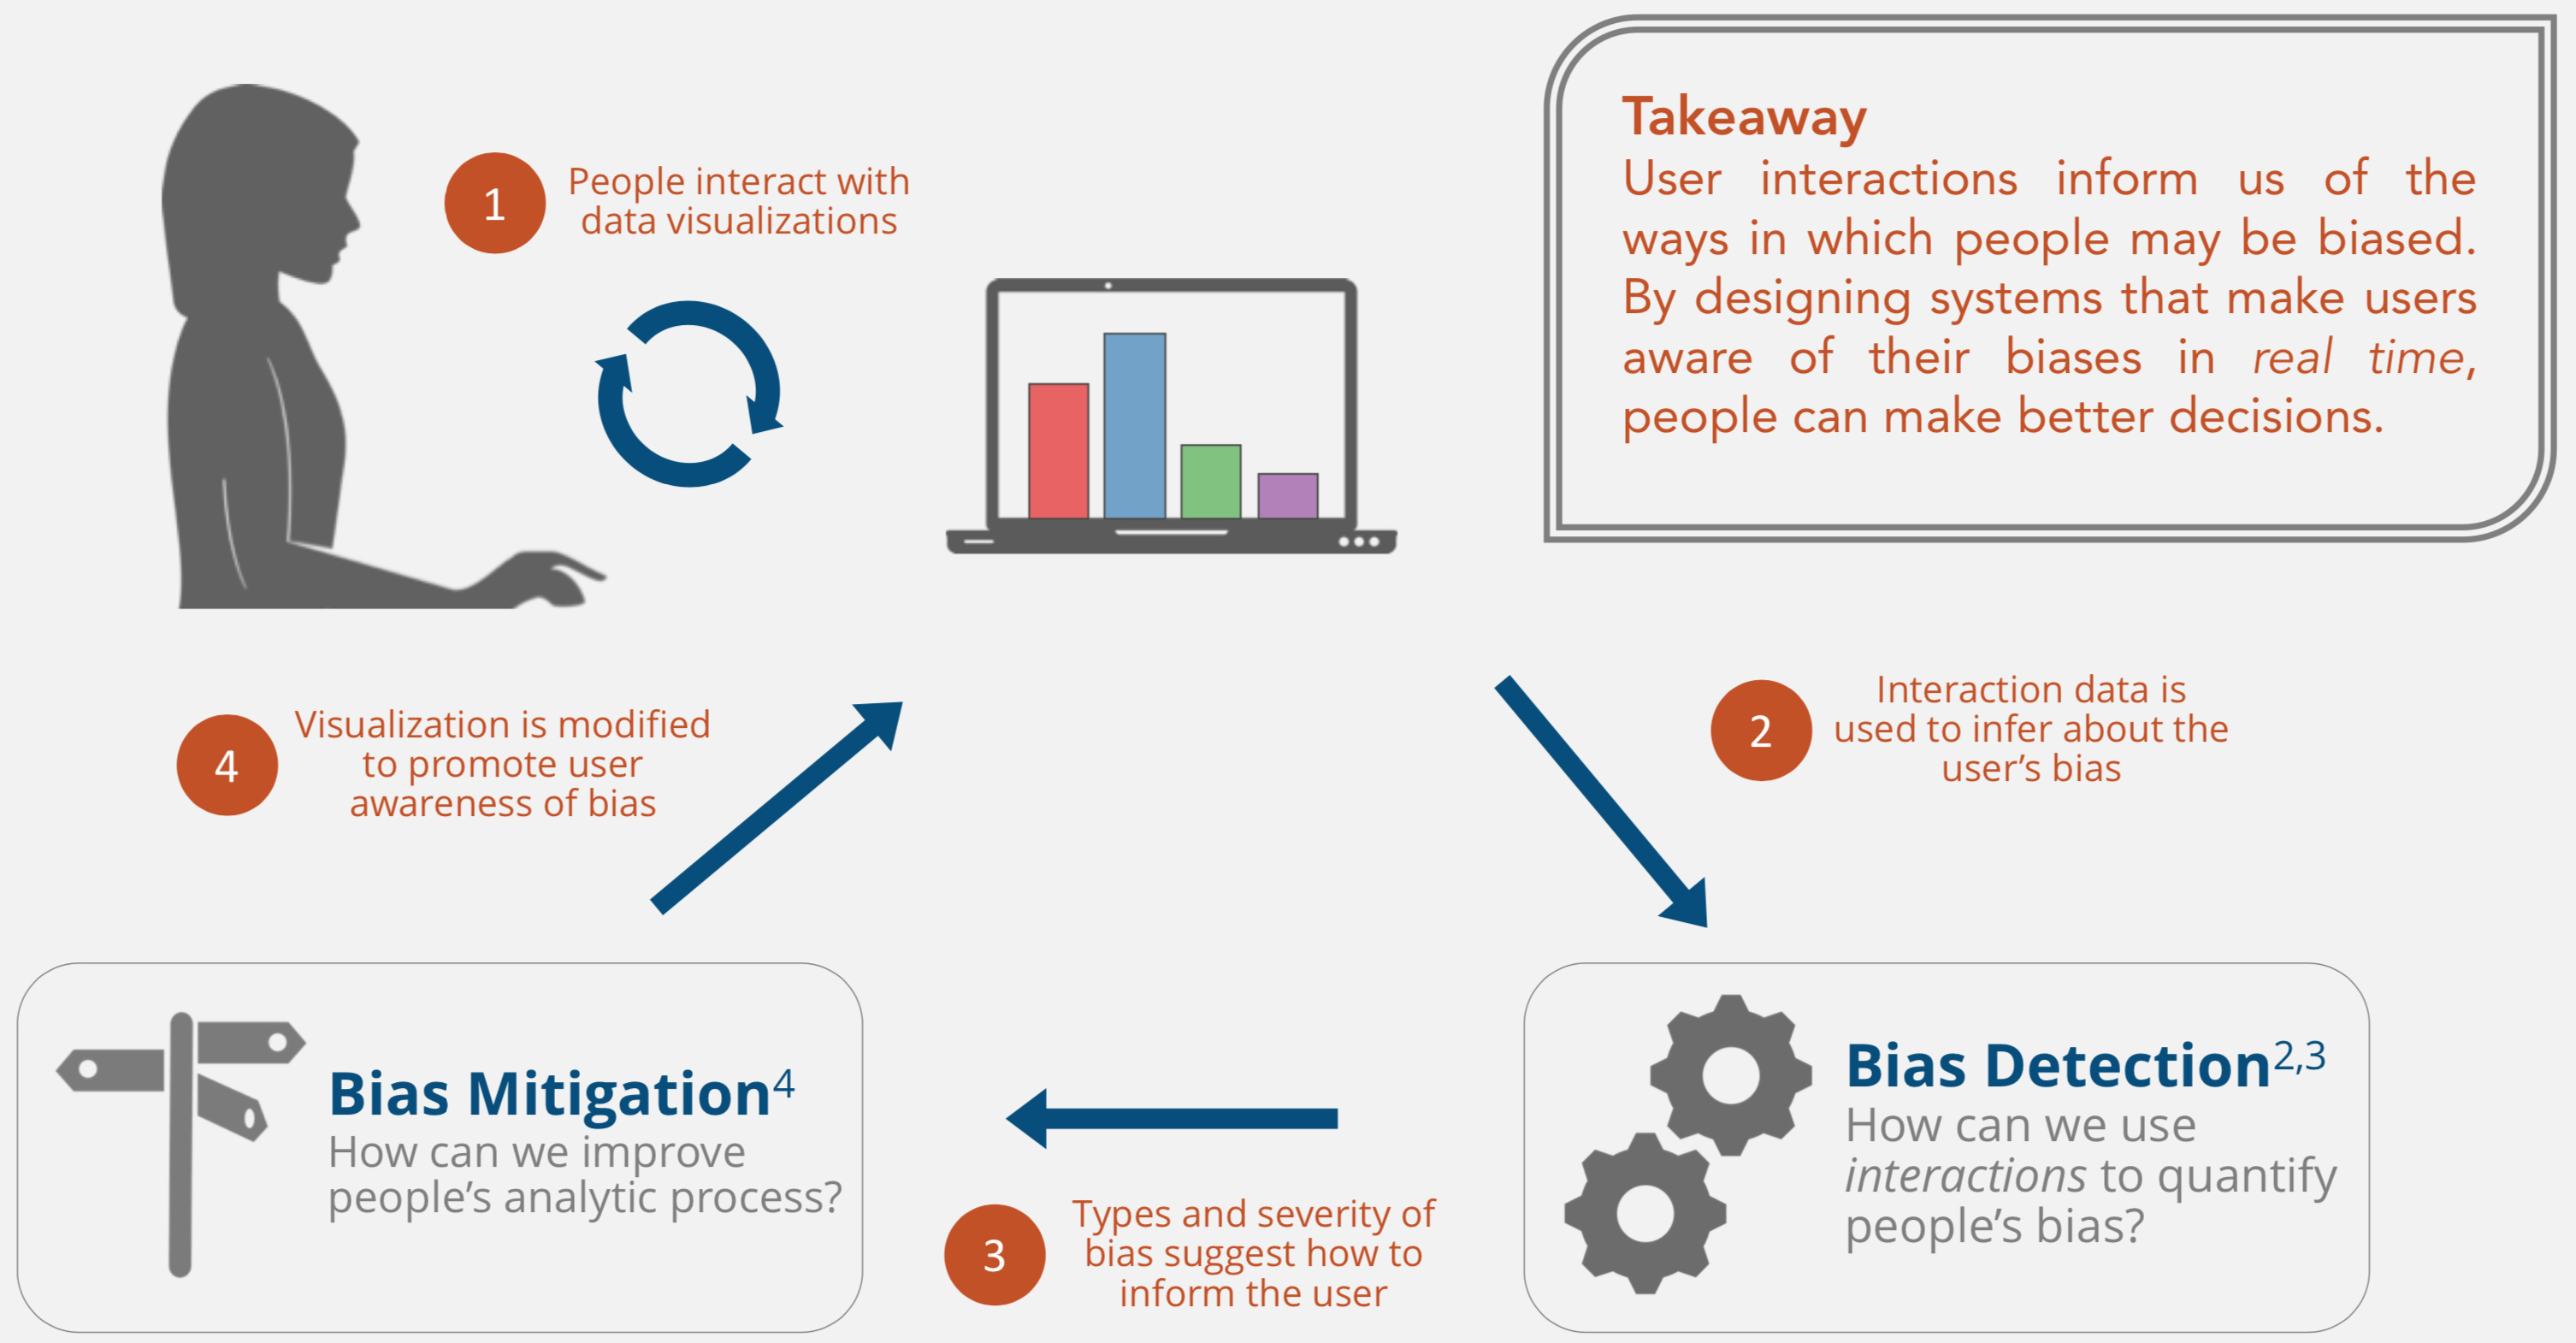 1
People interact with
data visualizations
Takeaway
User interactions inform us of the
ways in which people may be biased.
By designing systems that make users
aware of their biases in real time,
people can make better decisions.
2
Interaction data is
used to infer about the
user's bias
4
Visualization is modified
to promote user
awareness of bias
Bias Mitigation4
How can we improve
people's analytic process?
3
Types and severity of
bias suggest how to
inform the user
Bias Detection2,3
How can we use
interactions to quantify
people's bias?